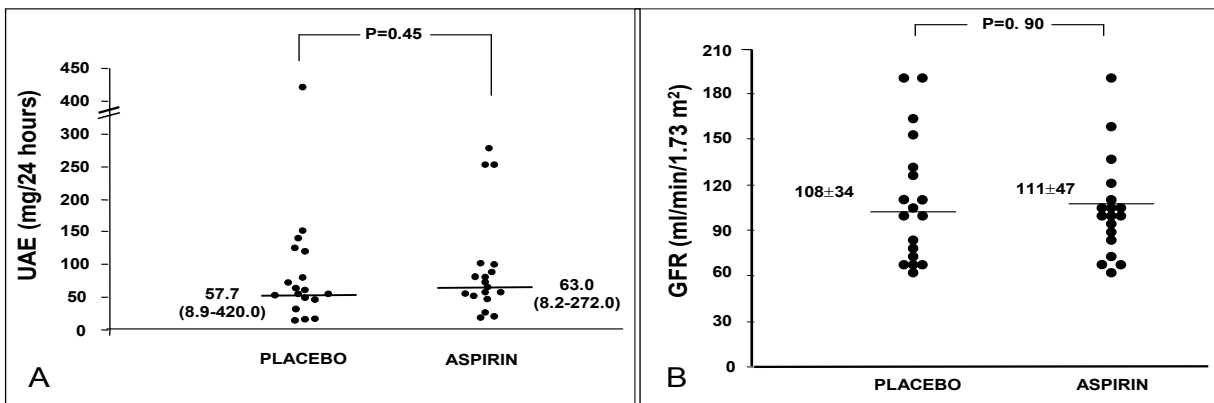 P=0.45
450
400
300
250
200
150
100
50
0
UAE (mg/24 hours)
57.7
(8.9-420.0)
63.0
(8.2-272.0)
PLACEBO
ASPIRIN
A
P=0. 90
210
180
150
120
90
60
30
0
GFR (ml/min/1.73 m²)
108±34
111±47
PLACEBO
ASPIRIN
B